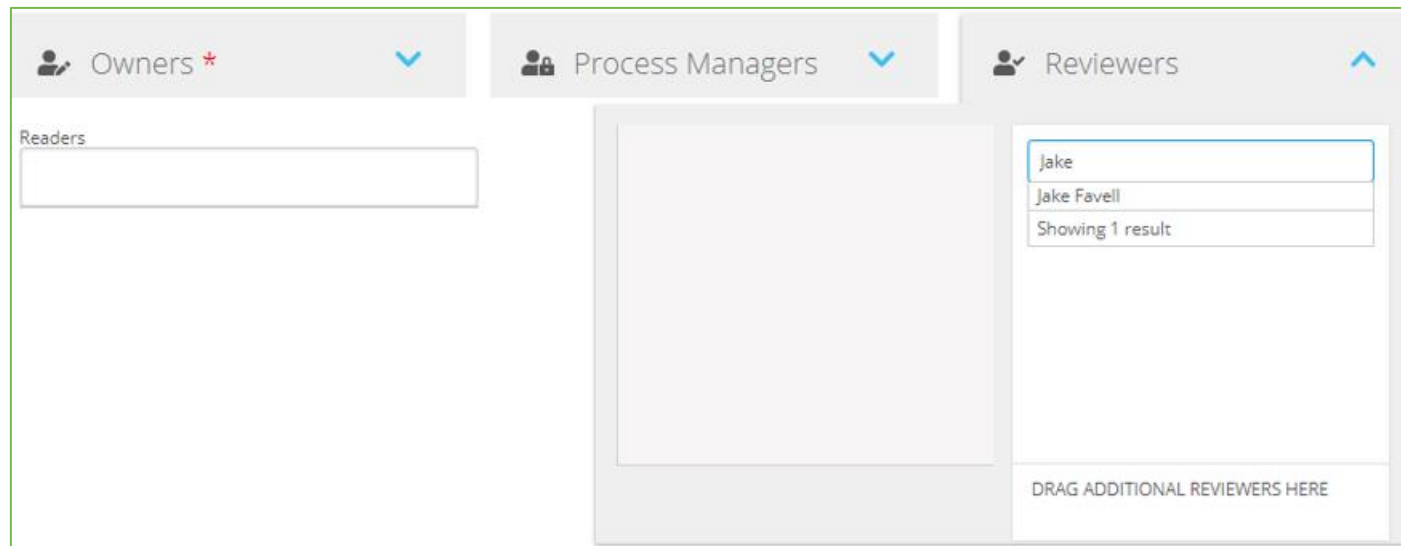 Owners *
Process Managers
Reviewers
Readers
Jake
Jake Favell
Showing 1 result
DRAG ADDITIONAL REVIEWERS HERE